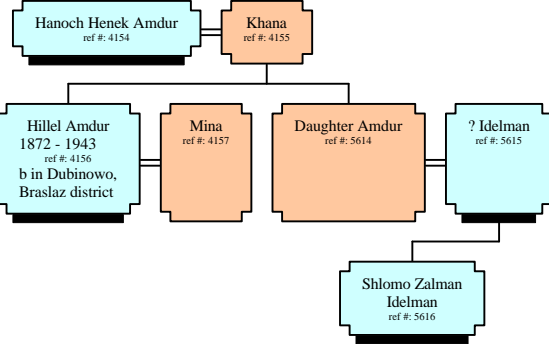 Hanoch Henek Amdur
ref #: 4154
Khana
ref #: 4155
Hillel Amdur
1872 - 1943
ref #: 4156
b in Dubinowo,
Braslaz district
Mina
ref #: 4157
Daughter Amdur
ref #: 5614
? Idelman
ref #: 5615
Shlomo Zalman
Idelman
ref #: 5616